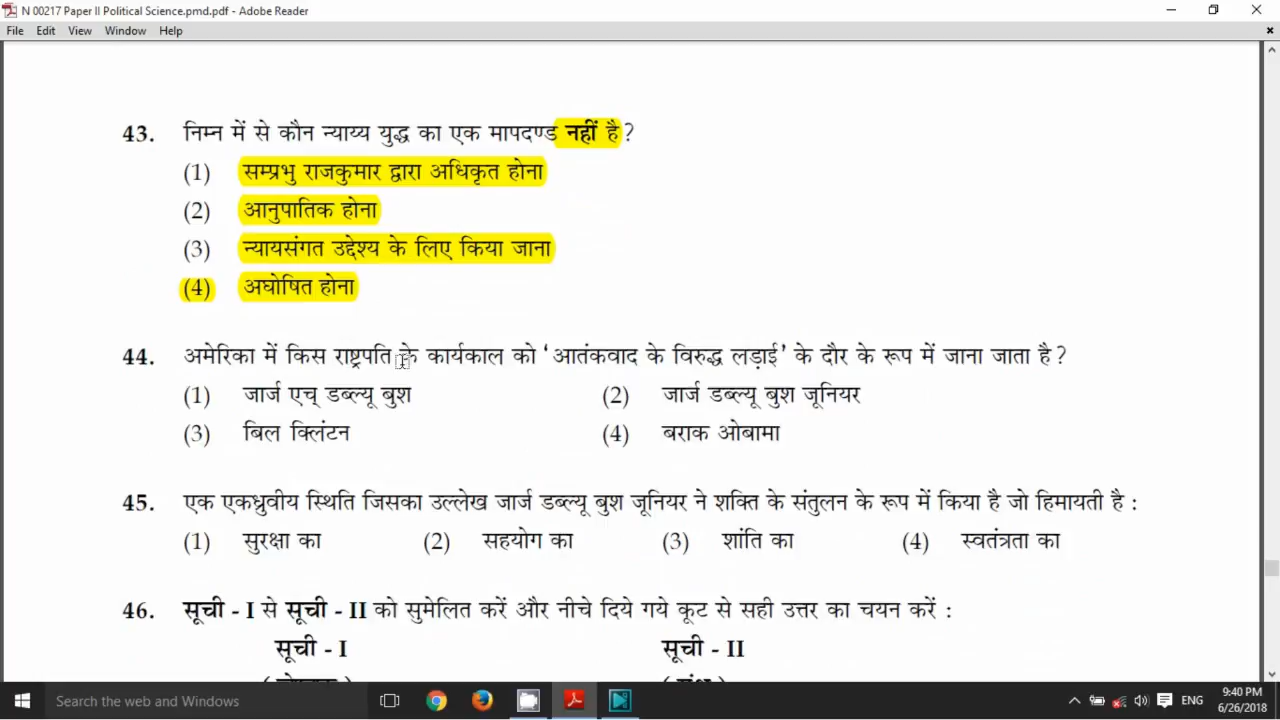 N 00217 Paper II Political Science.pmd.pdf - Adobe Reader
File Edit View Window Help
43. निम्न में से कौन न्याय्य युद्ध का एक मापदण्ड नहीं है ?
(1) सम्प्रभु राजकुमार द्वारा अधिकृत होना
(2) आनुपातिक होना
(3) न्यायसंगत उद्देश्य के लिए किया जाना
(4) अघोषित होना
44. अमेरिका में किस राष्ट्रपति के कार्यकाल को ‘आतंकवाद के विरुद्ध लड़ाई’ के दौर के रूप में जाना जाता है ?
(1) जार्ज एच् डब्ल्यू बुश (2) जार्ज डब्ल्यू बुश जूनियर
(3) बिल क्लिंटन (4) बराक ओबामा
45. एक एकध्रुवीय स्थिति जिसका उल्लेख जार्ज डब्ल्यू बुश जूनियर ने शक्ति के संतुलन के रूप में किया है जो हिमायती है :
(1) सुरक्षा का (2) सहयोग का (3) शांति का (4) स्वतंत्रता का
46. सूची - I से सूची - II को सुमेलित करें और नीचे दिये गये कूट से सही उत्तर का चयन करें :
सूची - I सूची - II
Search the web and Windows ENG 9:40 PM
6/26/2018